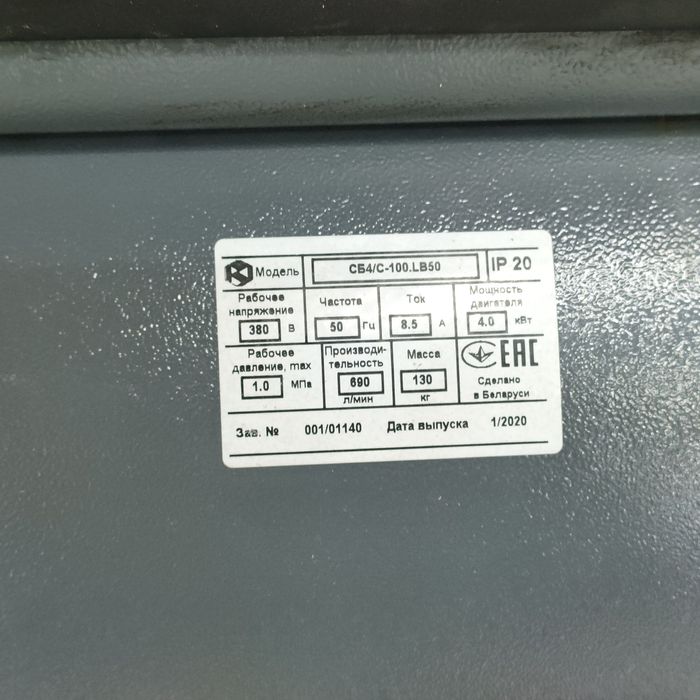 Модель СБ4/С-100.LB50 IP 20
Рабочее напряжение 380 В
Частота 50 Гц
Ток 8.5 А
Мощность двигателя 4.0 кВт
Рабочее давление, max 1.0 МПа
Производи-
тельность 690 л/мин
Масса 130 кг
ЕАС
Сделано
в Беларуси
Зав. № 001/01140 Дата выпуска 1/2020